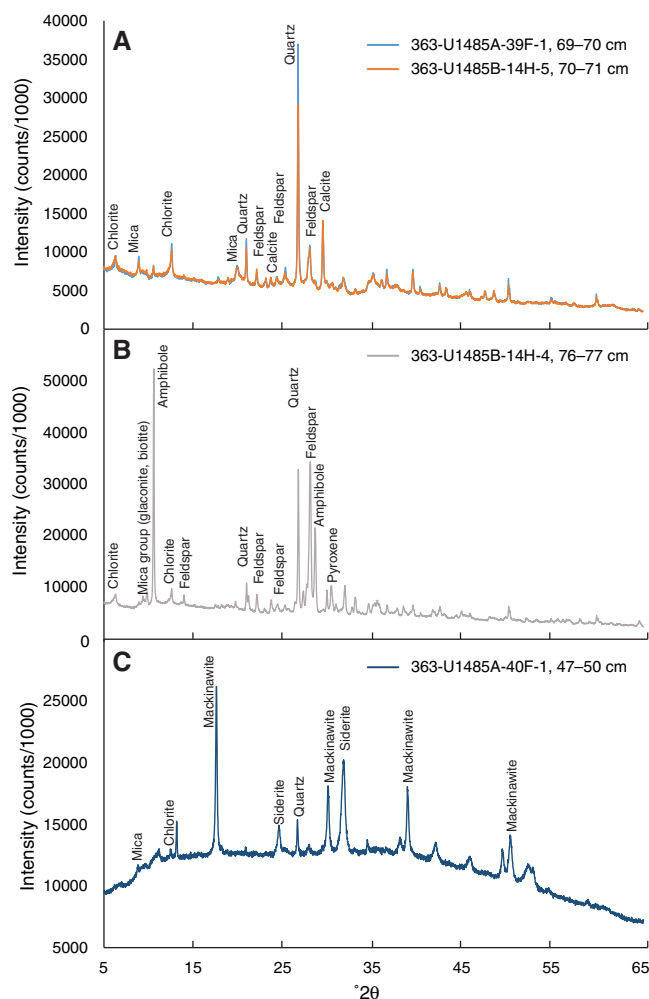 A
363-U1485A-39F-1, 69–70 cm
363-U1485B-14H-5, 70–71 cm
Intensity (counts/1000)
40000
35000
30000
25000
20000
15000
10000
5000
0
Chlorite
Mica
Chlorite
Mica
Quartz
Feldspar
Calcite
Feldspar
Quartz
Feldspar
Calcite
B
363-U1485B-14H-4, 76–77 cm
Intensity (counts/1000)
50000
40000
30000
20000
10000
0
Chlorite
Mica group (glaconite, biotite)
Amphibole
Chlorite
Feldspar
Quartz
Feldspar
Feldspar
Quartz
Feldspar
Amphibole
Pyroxene
C
363-U1485A-40F-1, 47–50 cm
Intensity (counts/1000)
25000
20000
15000
10000
5000
Mica
Chlorite
Mackinawite
Siderite
Quartz
Mackinawite
Siderite
Mackinawite
Mackinawite
5 15 25 35 45 55 65
°2θ